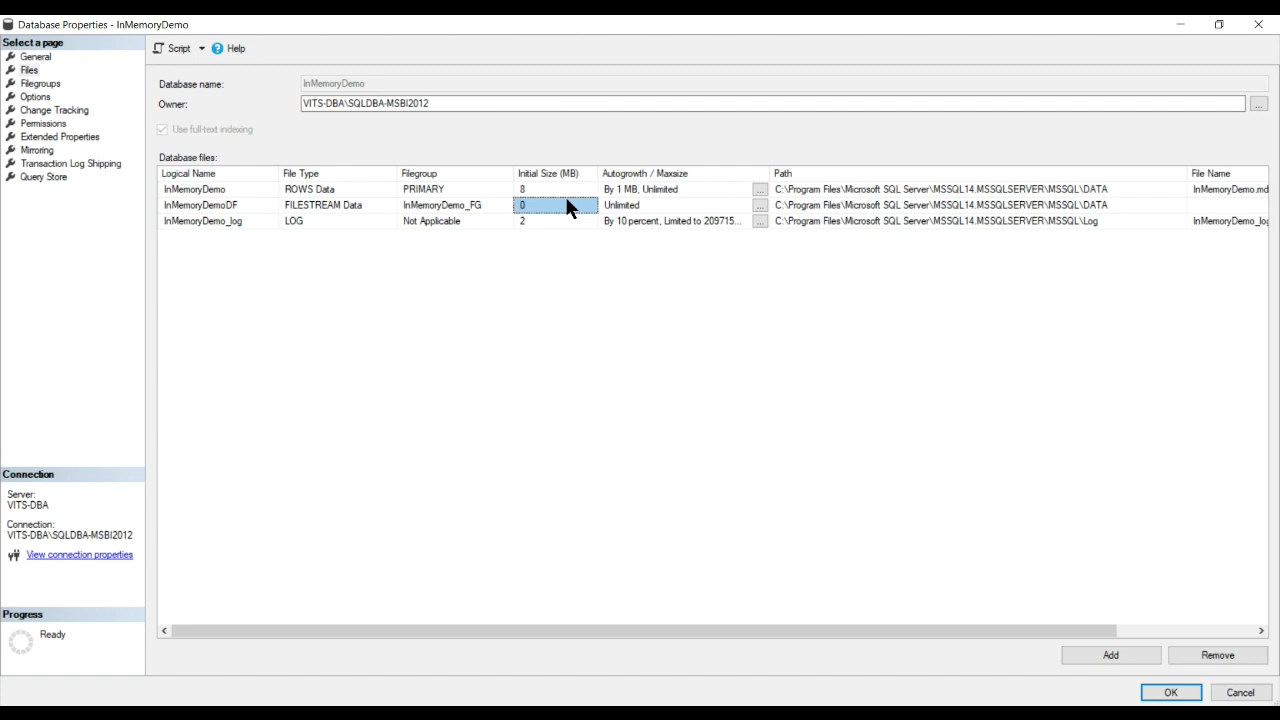 Database Properties - InMemoryDemo
Select a page
General
Files
Filegroups
Options
Change Tracking
Permissions
Extended Properties
Mirroring
Transaction Log Shipping
Query Store
Script Help
Database name: InMemoryDemo
Owner: VITS-DBA\SQLDBA-MSBI2012 ...
Use full-text indexing
Database files:
Logical Name File Type Filegroup Initial Size (MB) Autogrowth / Maxsize Path File Name
InMemoryDemo ROWS Data PRIMARY 8 By 1 MB, Unlimited ... C:\Program Files\Microsoft SQL Server\MSSQL14.MSSQLSERVER\MSSQL\DATA InMemoryDemo.md
InMemoryDemoDF FILESTREAM Data InMemoryDemo_FG 0 Unlimited ... C:\Program Files\Microsoft SQL Server\MSSQL14.MSSQLSERVER\MSSQL\DATA
InMemoryDemo_log LOG Not Applicable 2 By 10 percent, Limited to 209715... ... C:\Program Files\Microsoft SQL Server\MSSQL14.MSSQLSERVER\MSSQL\Log InMemoryDemo_log
Connection
Server:
VITS-DBA
Connection:
VITS-DBA\SQLDBA-MSBI2012
View connection properties
Progress
Ready
Add Remove
OK Cancel